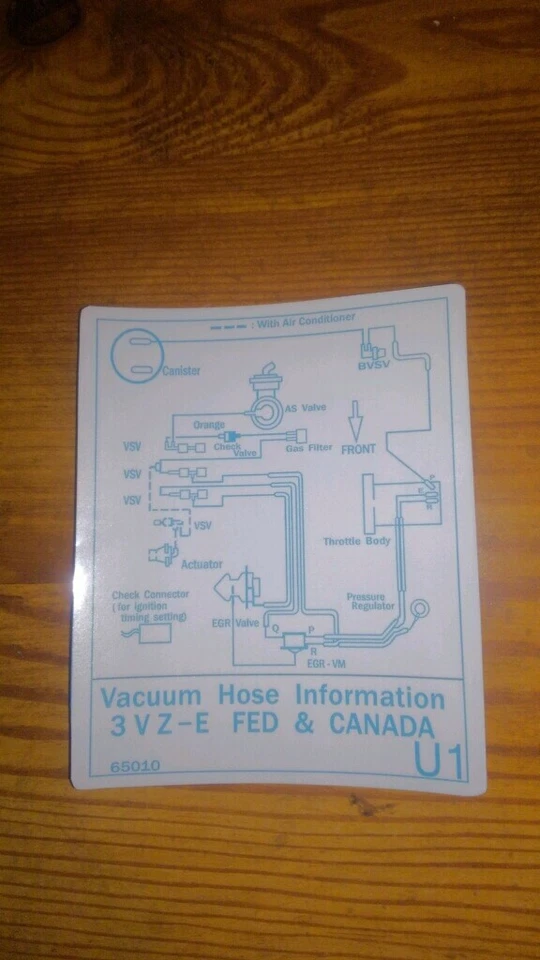 --- : With Air Conditioner
BVSV
Canister
AS Valve
Orange
VSV
Check
Valve
Gas Filter
FRONT
VSV
VSV
VSV
P
E
R
Throttle Body
Actuator
Check Connector
(for ignition
timing setting)
Pressure
Regulator
EGR Valve
Q
P
R
EGR - VM
Vacuum Hose Information
3VZ-E FED & CANADA
65010
U1